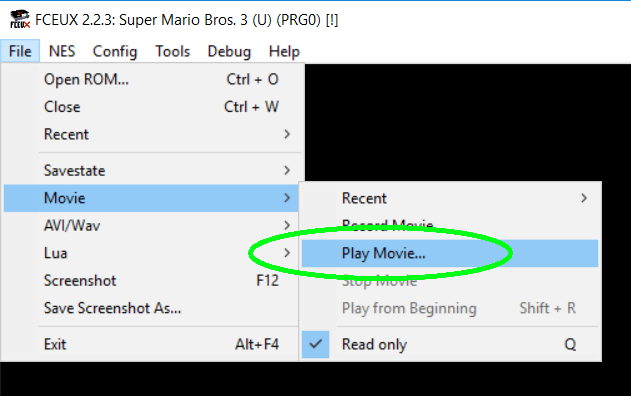 FCEUX 2.2.3: Super Mario Bros. 3 (U) (PRG0) [!]
File NES Config Tools Debug Help
Open ROM... Ctrl + O
Close Ctrl + W
Recent
Savestate
Movie
AVI/Wav
Lua
Screenshot F12
Save Screenshot As...
Exit Alt+F4
Recent
Record Movie
Play Movie...
Stop Movie
Play from Beginning Shift + R
Read only Q